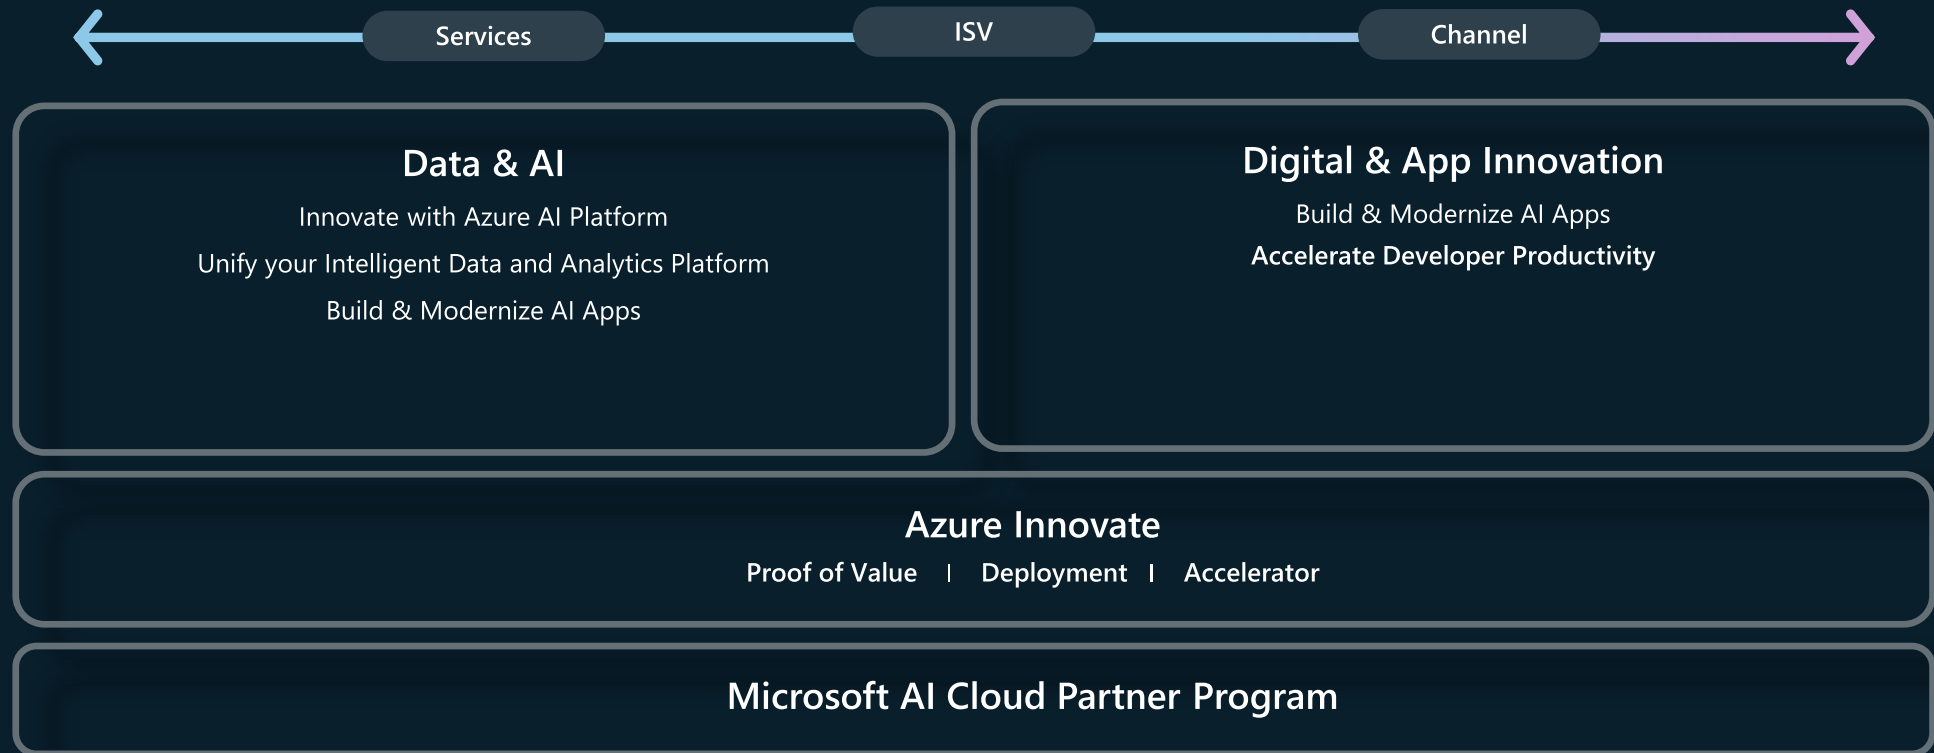 Services
ISV
Channel
Data & AI
Innovate with Azure AI Platform
Unify your Intelligent Data and Analytics Platform
Build & Modernize AI Apps
Digital & App Innovation
Build & Modernize AI Apps
Accelerate Developer Productivity
Azure Innovate
Proof of Value | Deployment | Accelerator
Microsoft AI Cloud Partner Program